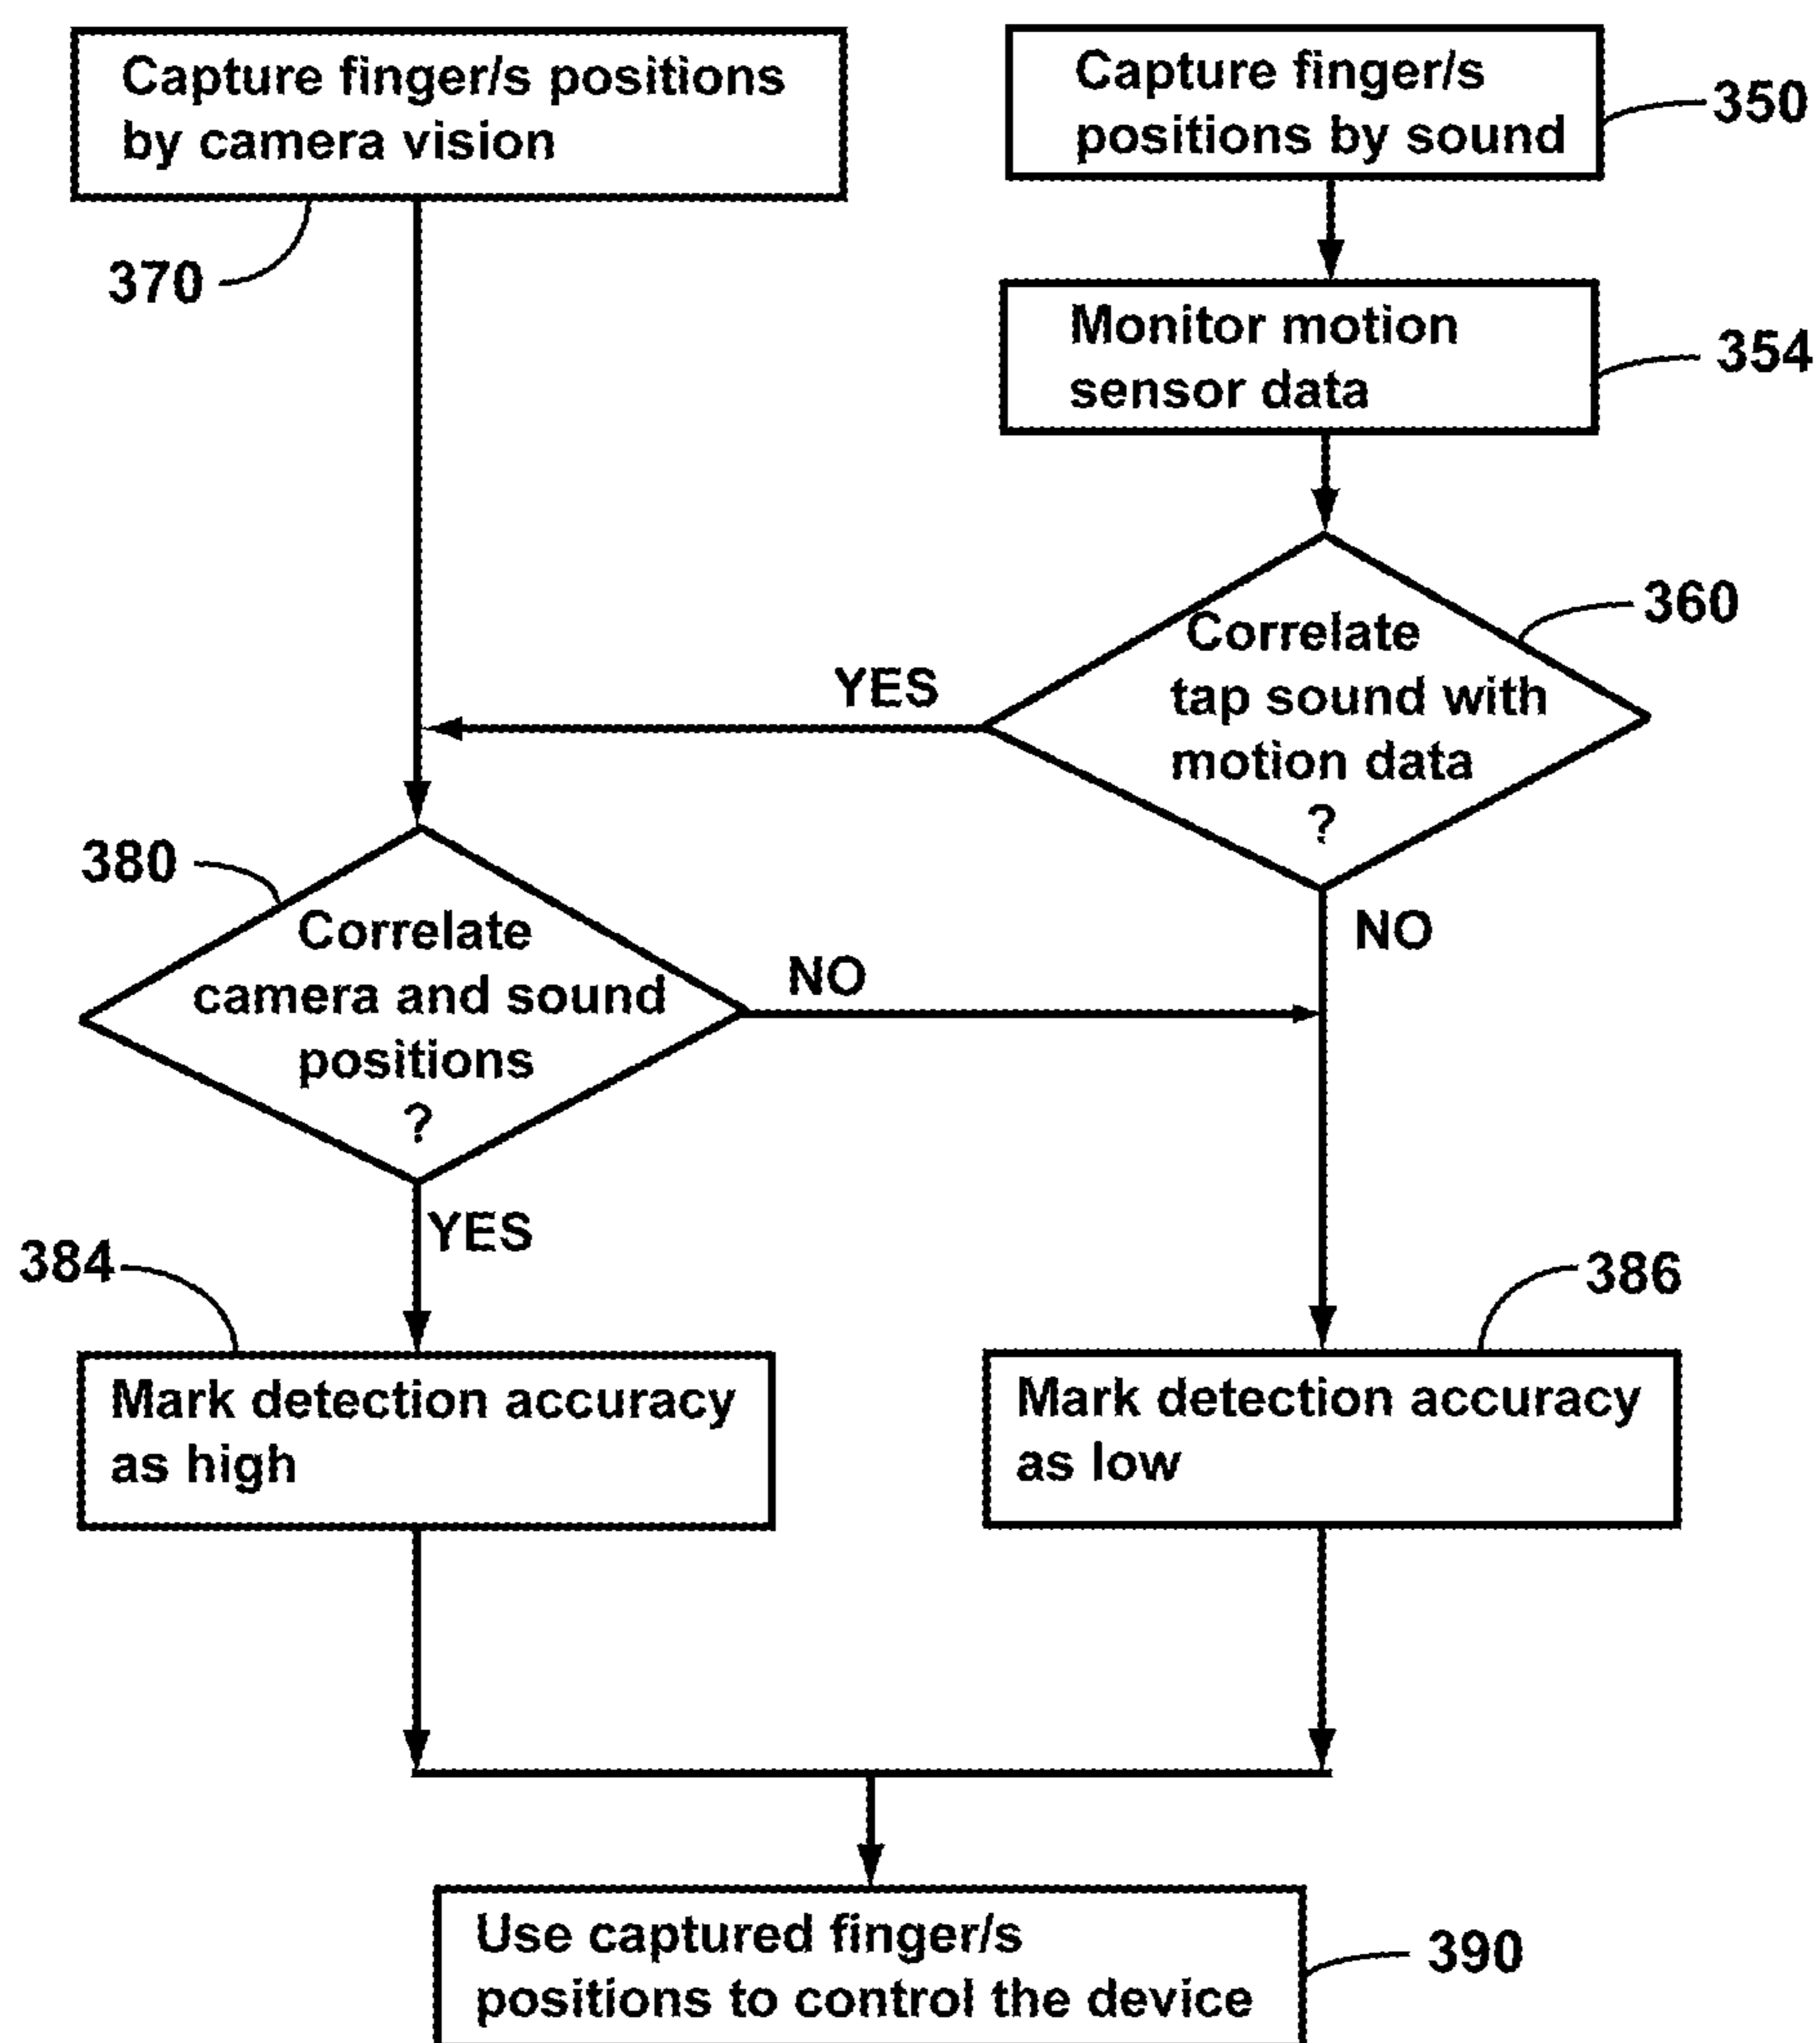 Capture finger/s positions
by camera vision
370
Capture finger/s
positions by sound
350
Monitor motion
sensor data
354
Correlate
tap sound with
motion data
?
360
YES
NO
380
Correlate
camera and sound
positions
?
NO
YES
384
Mark detection accuracy
as high
386
Mark detection accuracy
as low
Use captured finger/s
positions to control the device
390